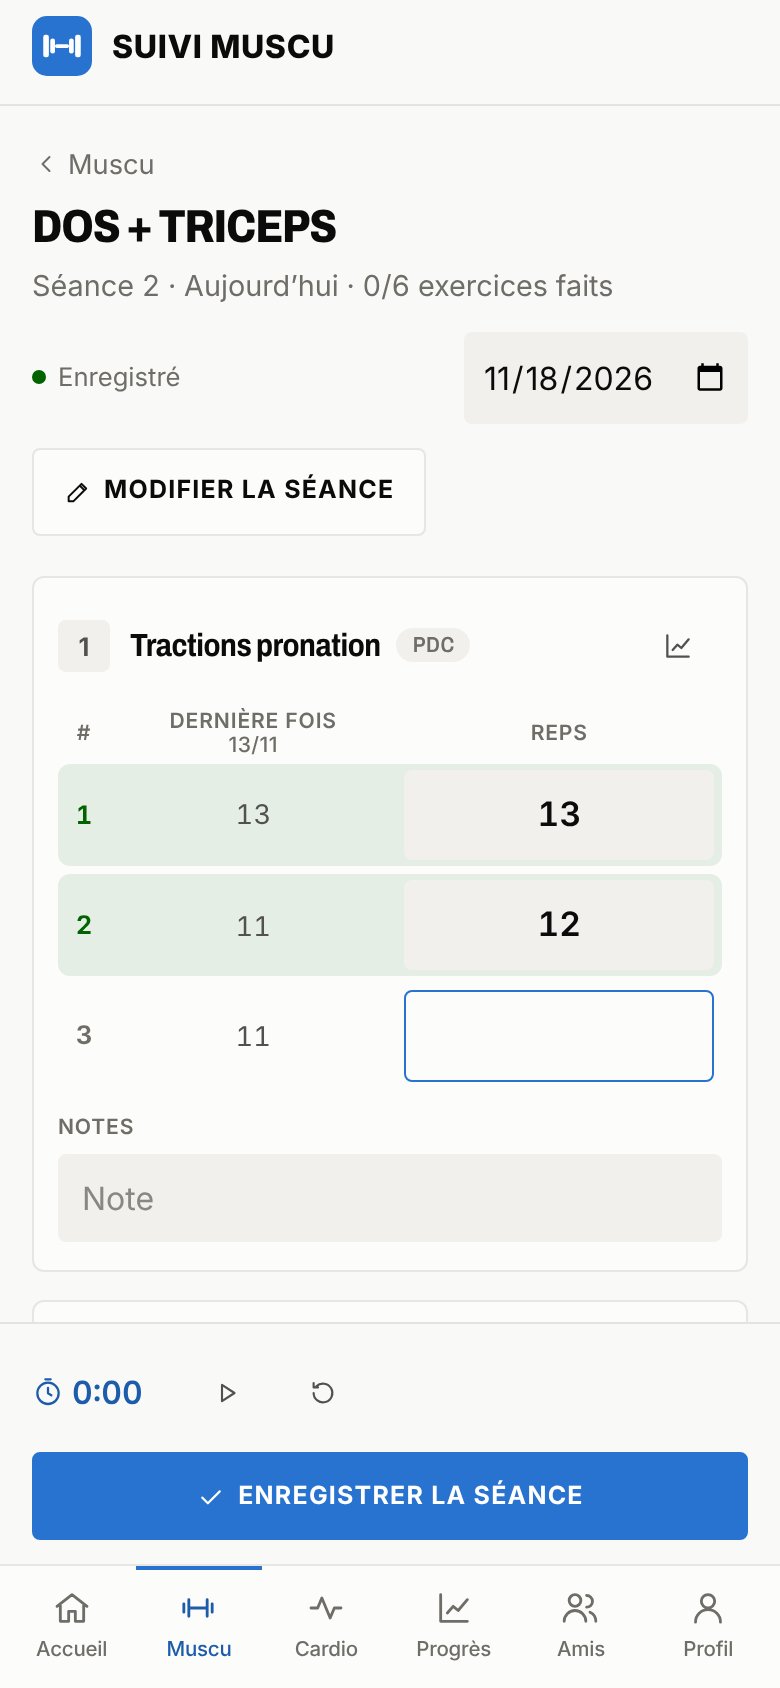 SUIVI MUSCU
Muscu
DOS + TRICEPS
Séance 2 · Aujourd’hui · 0/6 exercices faits
Enregistré
11/18/2026
MODIFIER LA SÉANCE
1 Tractions pronation PDC
# DERNIÈRE FOIS REPS
13/11
1 13 13
2 11 12
3 11
NOTES
Note
0:00
ENREGISTRER LA SÉANCE
Accueil Muscu Cardio Progrès Amis Profil